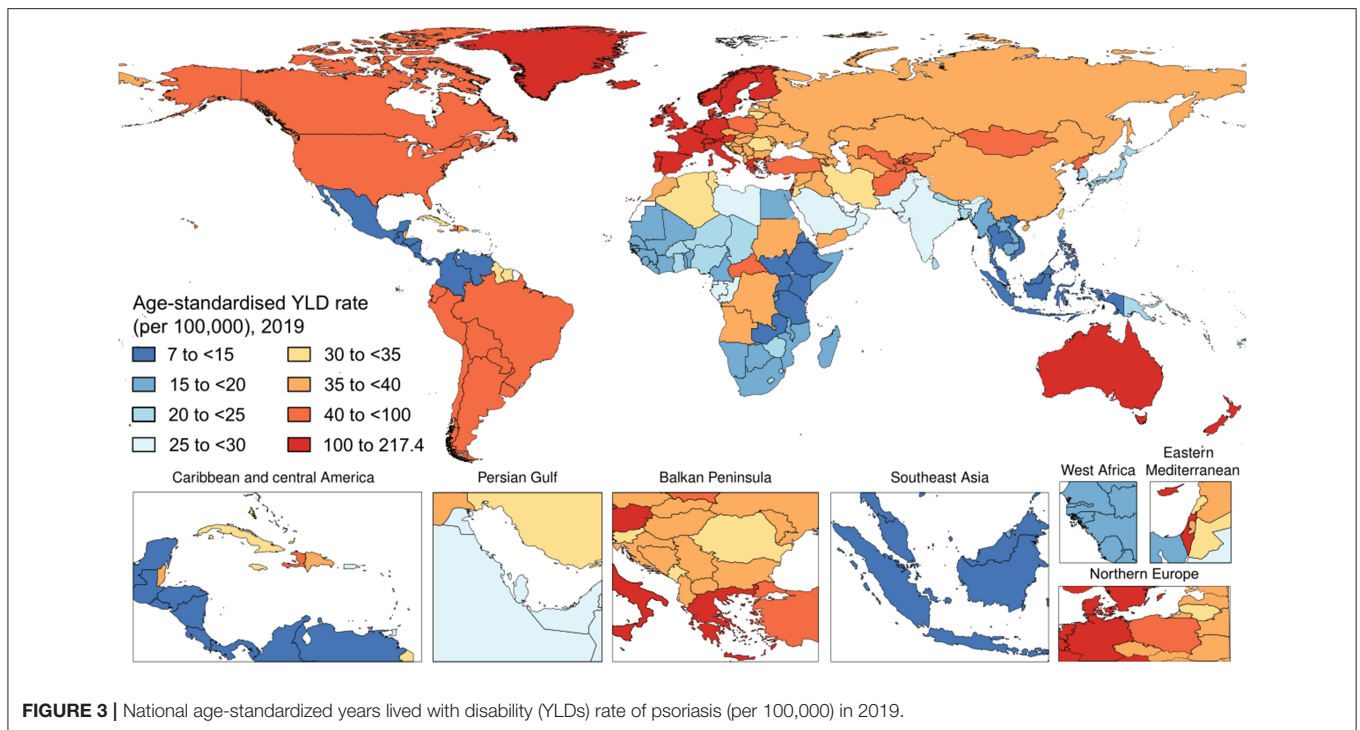 Age-standardised YLD rate
(per 100,000), 2019
7 to <15
15 to <20
20 to <25
25 to <30
30 to <35
35 to <40
40 to <100
100 to 217.4
Caribbean and central America
Persian Gulf
Balkan Peninsula
Southeast Asia
West Africa
Eastern
Mediterranean
Northern Europe
FIGURE 3 | National age-standardized years lived with disability (YLDs) rate of psoriasis (per 100,000) in 2019.